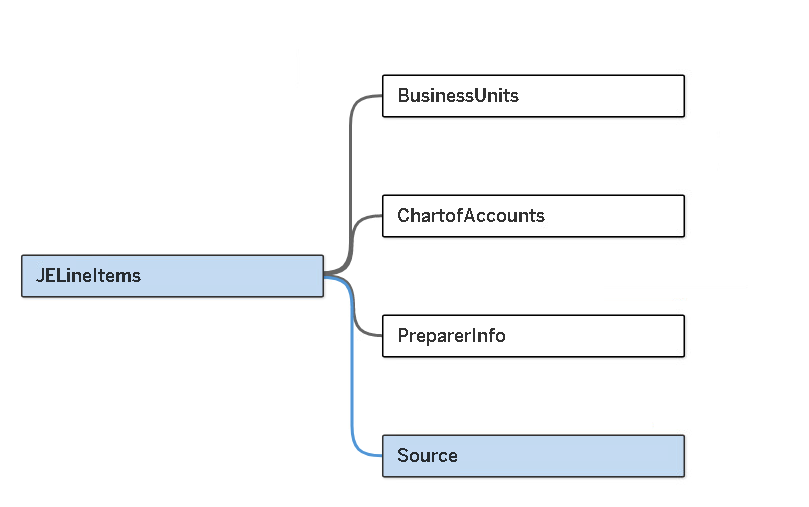 BusinessUnits
ChartofAccounts
JELineItems
PreparerInfo
Source